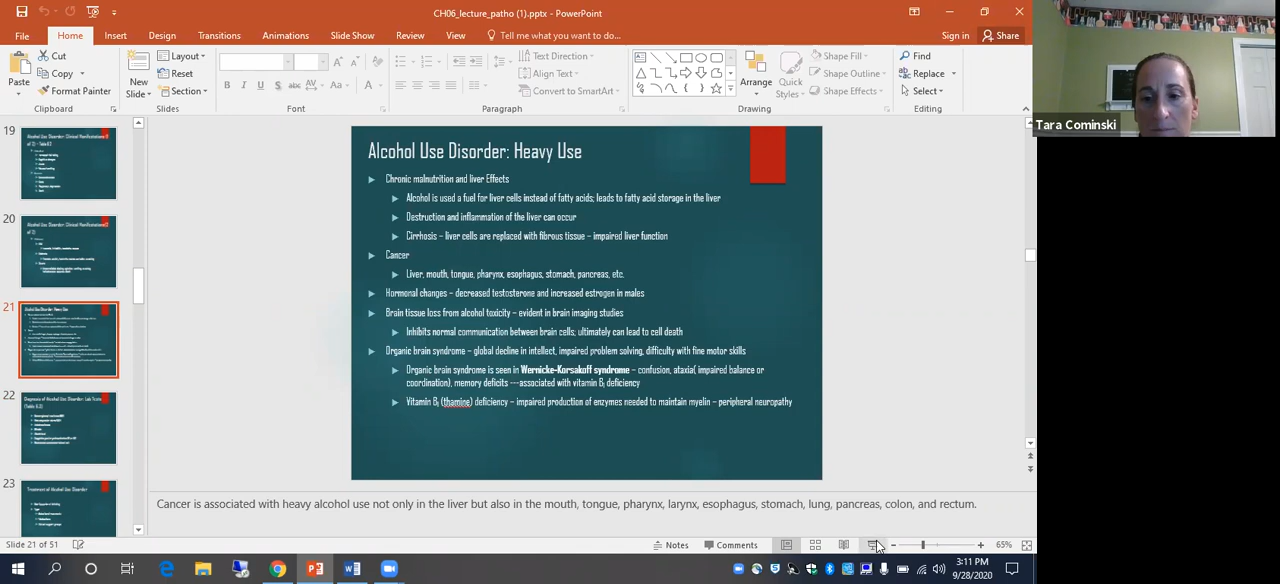 CH06_lecture_patho (1).pptx - PowerPoint
File Home Insert Design Transitions Animations Slide Show Review View Tell me what you want to do... Sign in Share
Cut
Copy
Format Painter
Paste
Clipboard
New
Slide
Layout
Reset
Section
Slides
Font
Text Direction
Align Text
Convert to SmartArt
Paragraph
Arrange
Quick
Styles
Shape Fill
Shape Outline
Shape Effects
Drawing
Find
Replace
Select
Editing
Tara Cominski
19
20
21
22
23
Treatment of Alcohol Use Disorder
Alcohol Use Disorder: Heavy Use
Chronic malnutrition and liver Effects
Alcohol is used a fuel for liver cells instead of fatty acids; leads to fatty acid storage in the liver
Destruction and inflammation of the liver can occur
Cirrhosis – liver cells are replaced with fibrous tissue – impaired liver function
Cancer
Liver, mouth, tongue, pharynx, esophagus, stomach, pancreas, etc.
Hormonal changes – decreased testosterone and increased estrogen in males
Brain tissue loss from alcohol toxicity – evident in brain imaging studies
Inhibits normal communication between brain cells; ultimately can lead to cell death
Organic brain syndrome – global decline in intellect, impaired problem solving, difficulty with fine motor skills
Organic brain syndrome is seen in Wernicke-Korsakoff syndrome – confusion, ataxia( impaired balance or
coordination), memory deficits ---associated with vitamin B₁ deficiency
Vitamin B₁ (thamine) deficiency – impaired production of enzymes needed to maintain myelin – peripheral neuropathy
Cancer is associated with heavy alcohol use not only in the liver but also in the mouth, tongue, pharynx, larynx, esophagus, stomach, lung, pancreas, colon, and rectum.
Slide 21 of 51
Notes Comments 65%
3:11 PM
9/28/2020